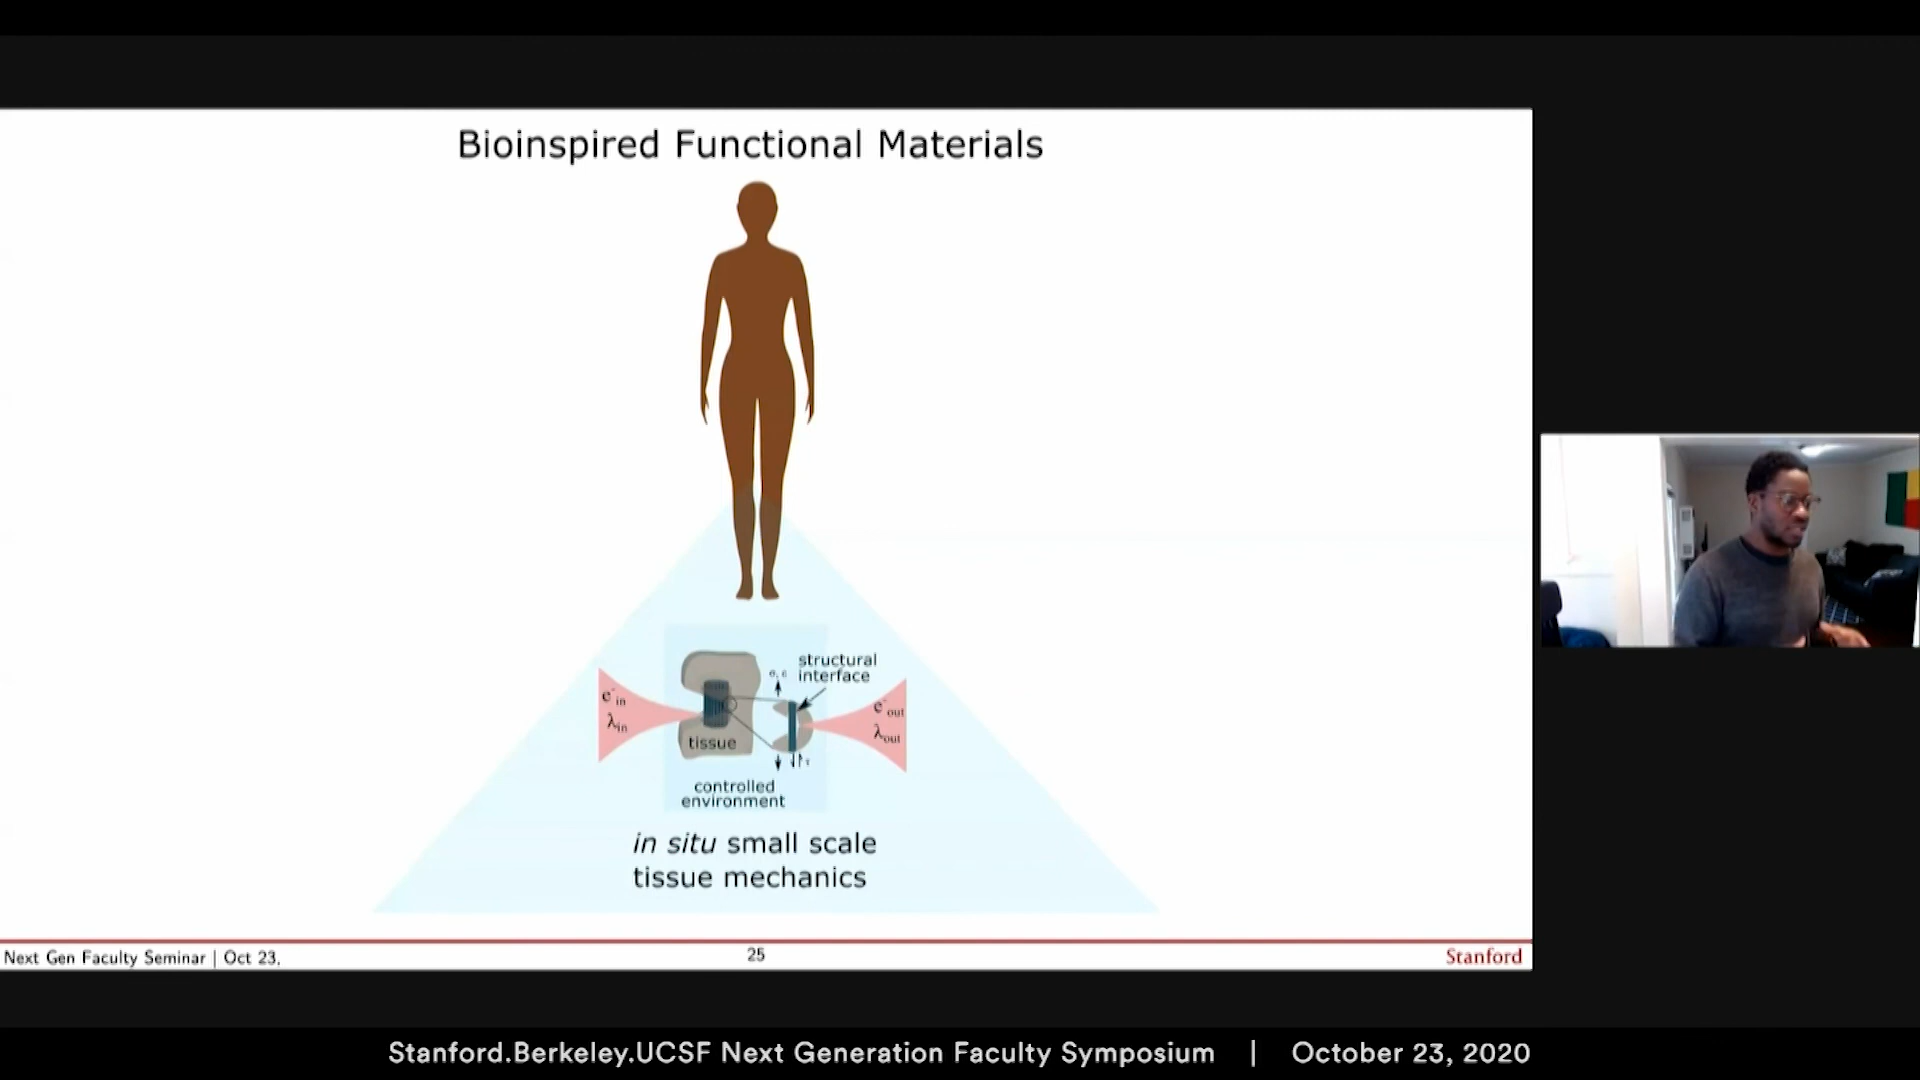 Bioinspired Functional Materials
structural
interface
σ, ε
e⁻in
λin
e⁻out
λout
tissue
controlled
environment
in situ small scale
tissue mechanics
Next Gen Faculty Seminar | Oct 23,
25
Stanford
Stanford.Berkeley.UCSF Next Generation Faculty Symposium | October 23, 2020